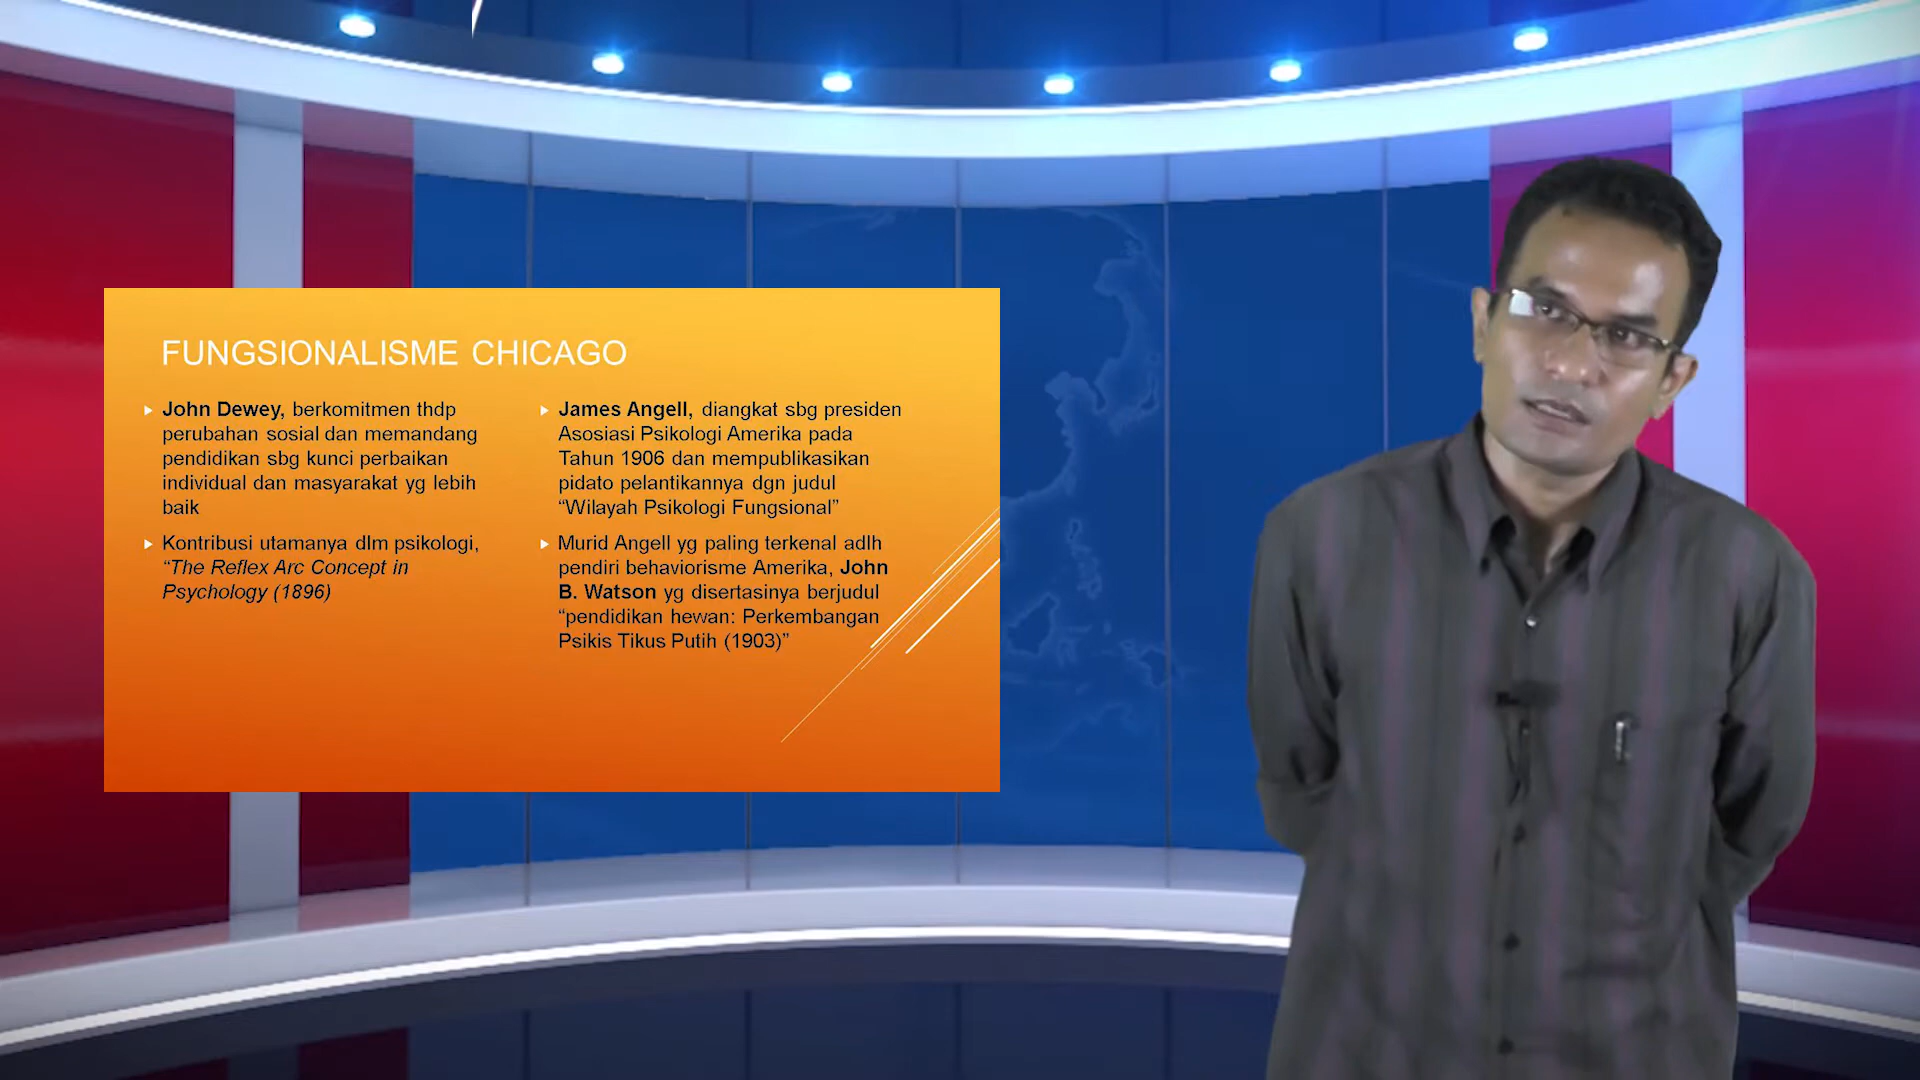 FUNGSIONALISME CHICAGO
John Dewey, berkomitmen thdp
perubahan sosial dan memandang
pendidikan sbg kunci perbaikan
individual dan masyarakat yg lebih
baik
Kontribusi utamanya dlm psikologi,
“The Reflex Arc Concept in
Psychology (1896)
James Angell, diangkat sbg presiden
Asosiasi Psikologi Amerika pada
Tahun 1906 dan mempublikasikan
pidato pelantikannya dgn judul
“Wilayah Psikologi Fungsional”
Murid Angell yg paling terkenal adlh
pendiri behaviorisme Amerika, John
B. Watson yg disertasinya berjudul
“pendidikan hewan: Perkembangan
Psikis Tikus Putih (1903)”